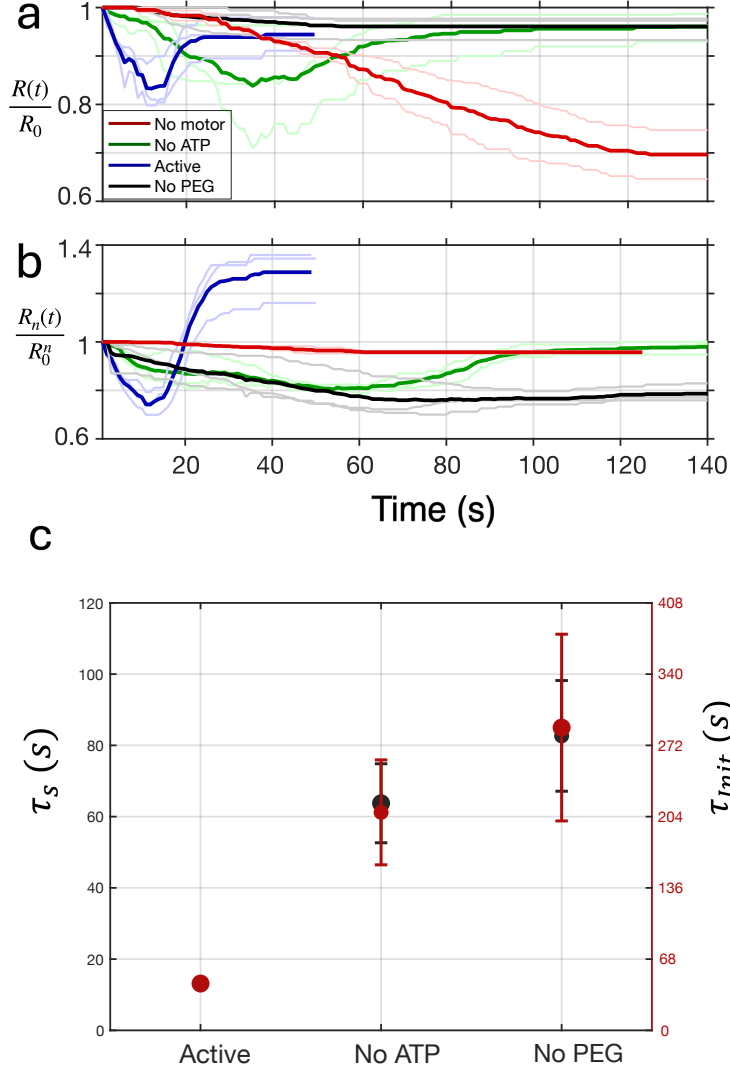 a
1
0.8
0.6
R(t)
R₀
No motor
No ATP
Active
No PEG
b
1.4
1
0.6
Rₙ(t)
R₀ⁿ
20 40 60 80 100 120 140
Time (s)
c
120 408
100 340
80 272
60 204
40 136
20 68
0 0
τₛ (s)
τ_Init (s)
Active No ATP No PEG